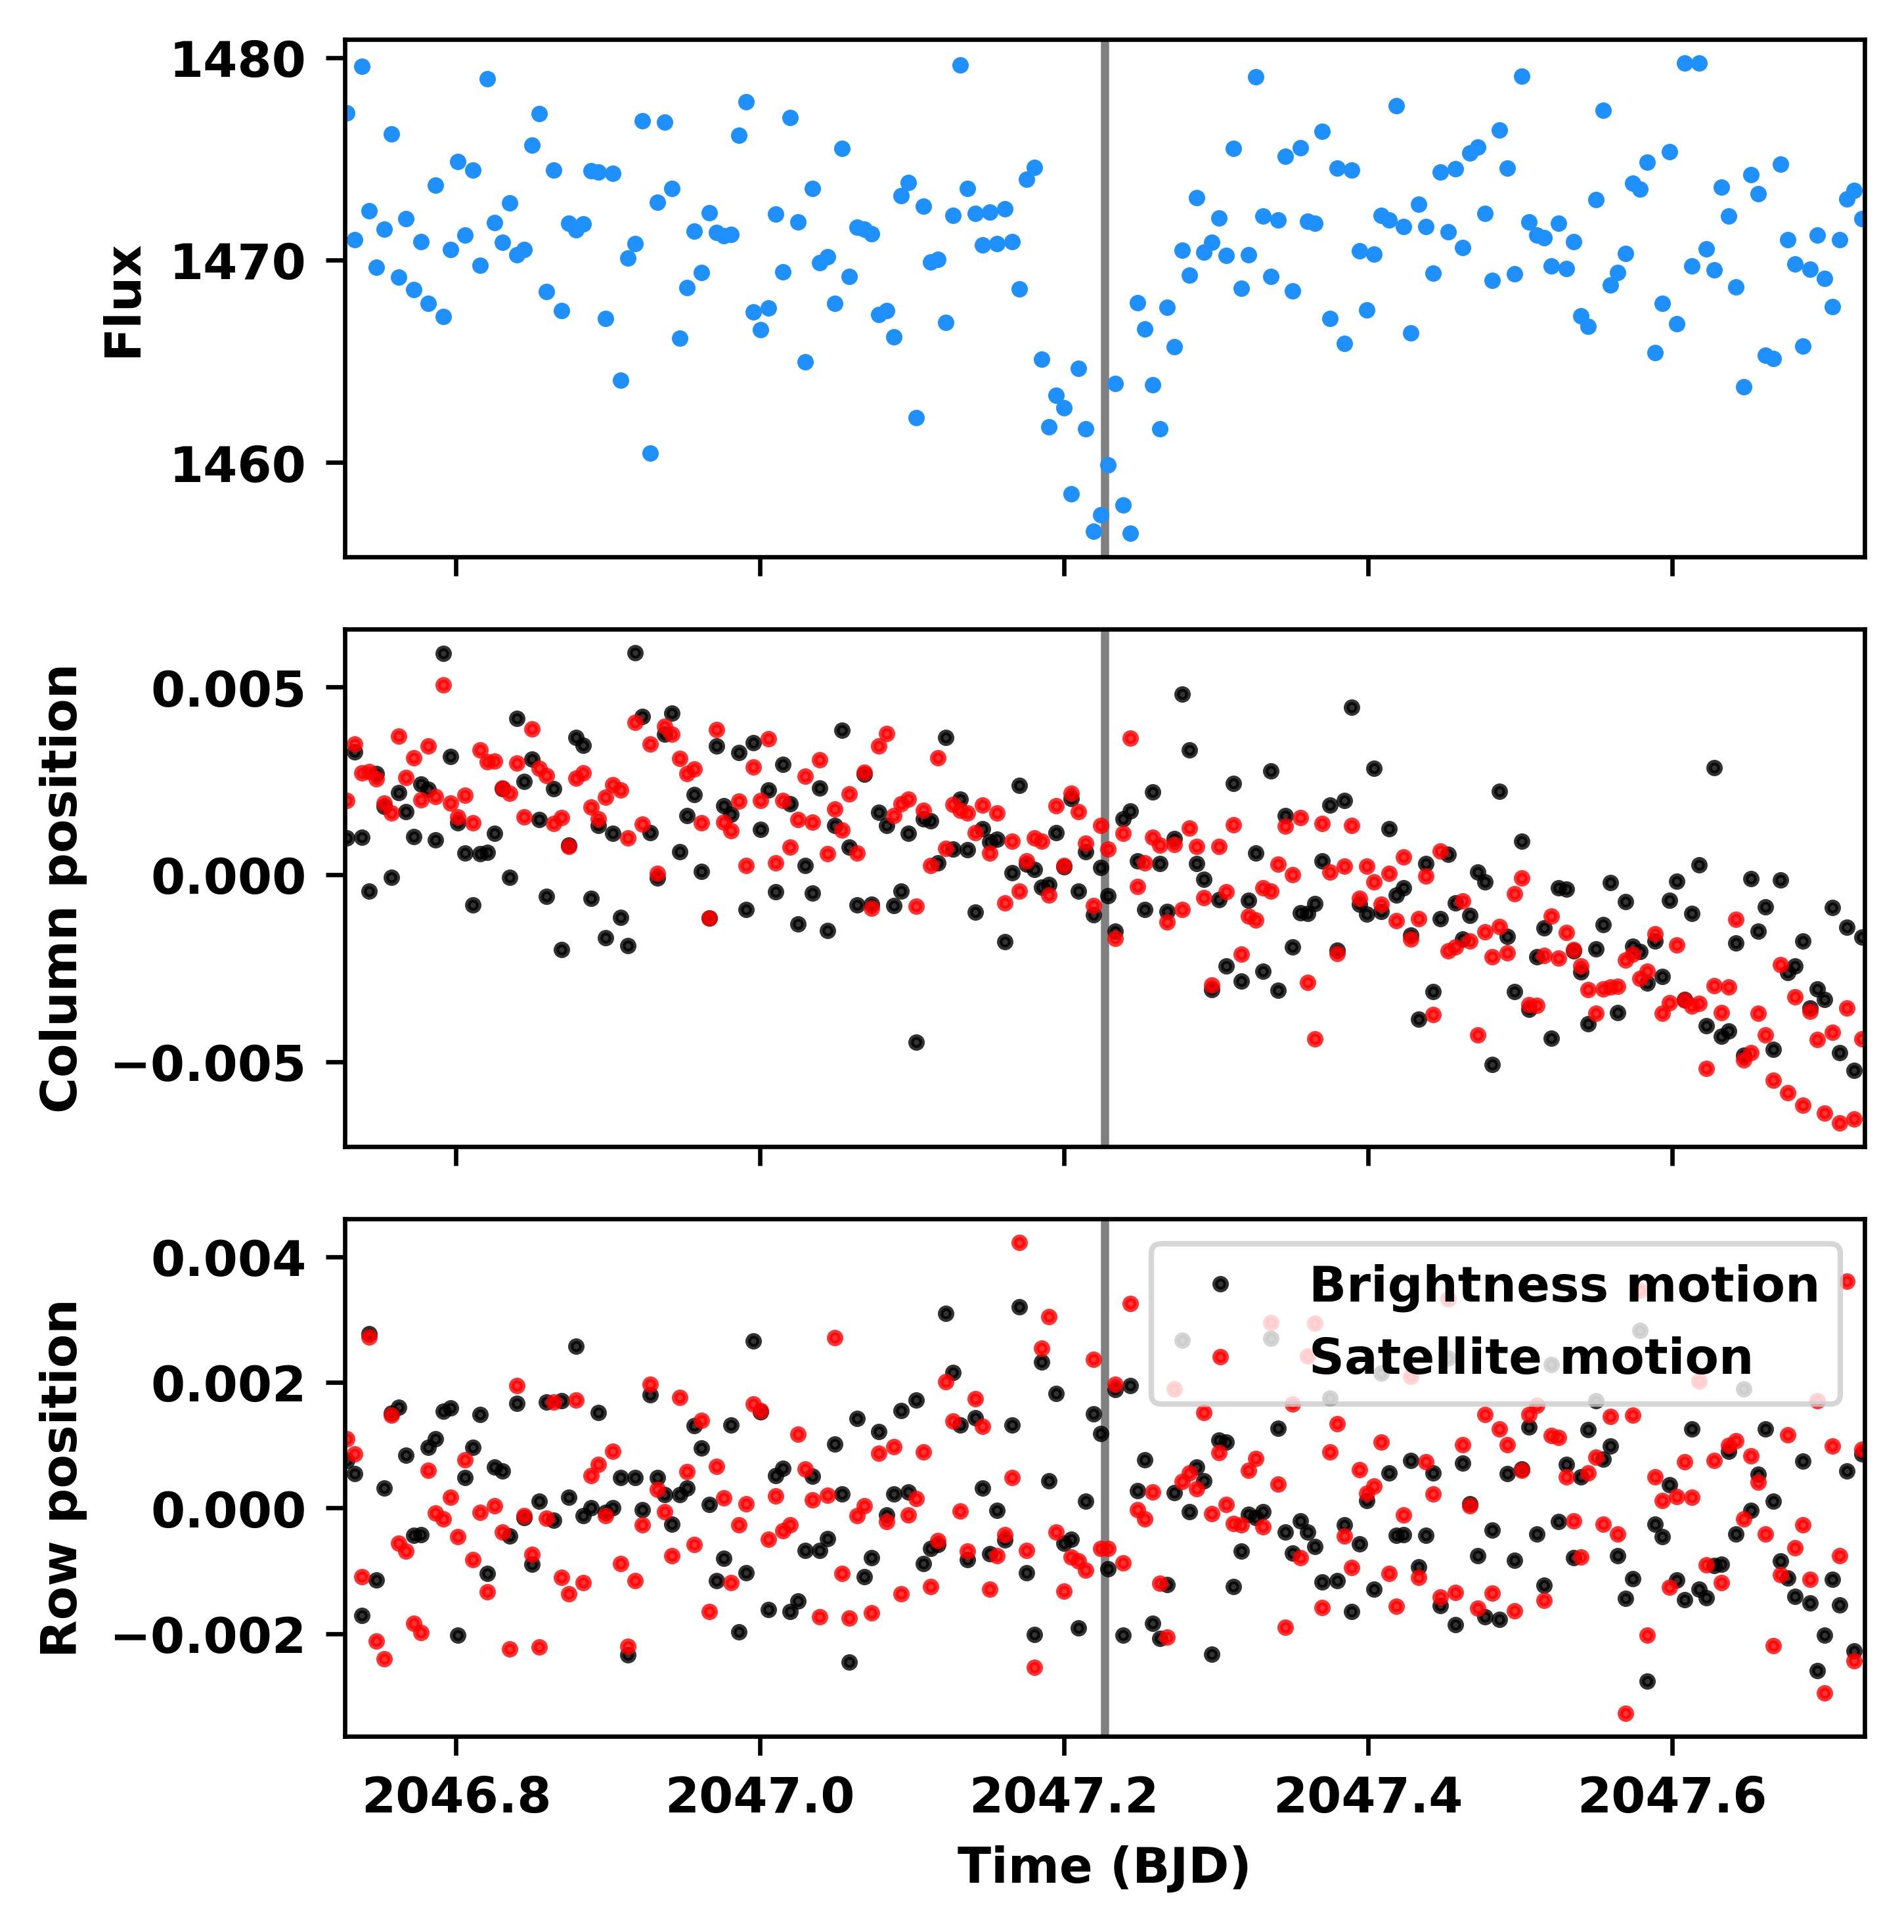 1480
1470
1460
Flux
0.005
0.000
−0.005
Column position
0.004
0.002
0.000
−0.002
Row position
Brightness motion
Satellite motion
2046.8 2047.0 2047.2 2047.4 2047.6
Time (BJD)